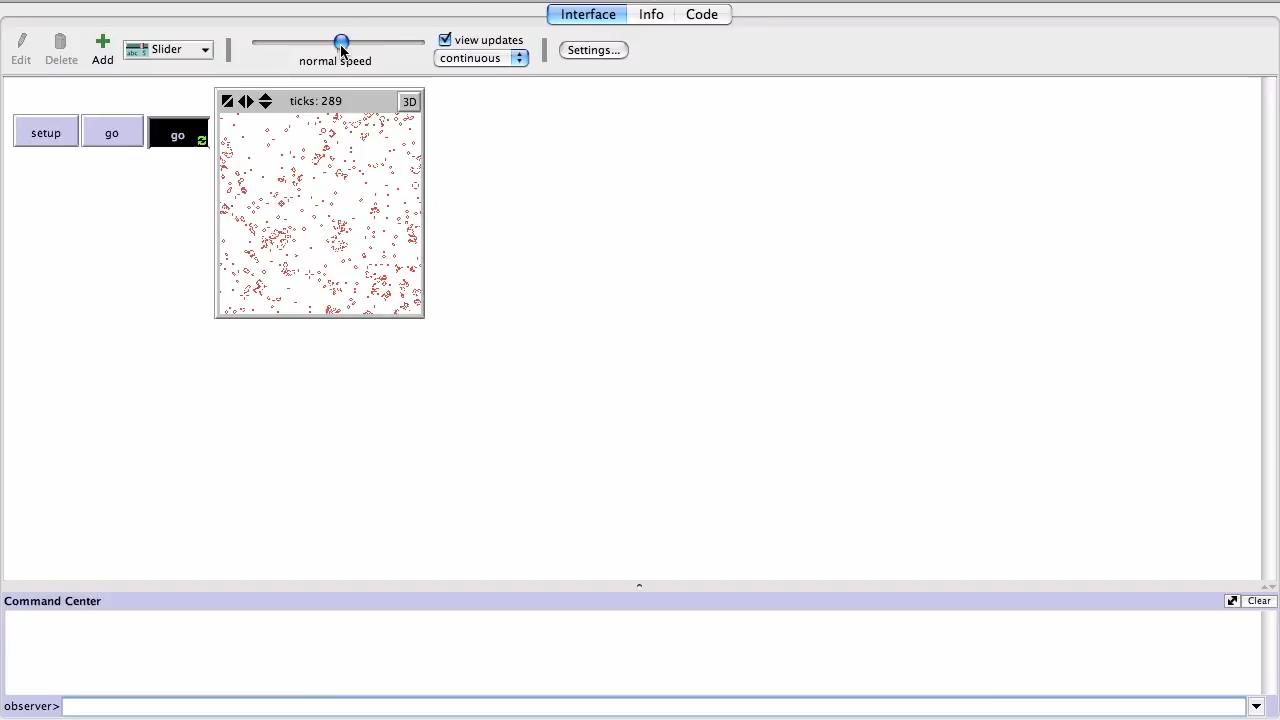 Interface Info Code
Edit Delete Add Slider normal speed view updates continuous Settings...
setup go go
ticks: 289 3D
Command Center Clear
observer>